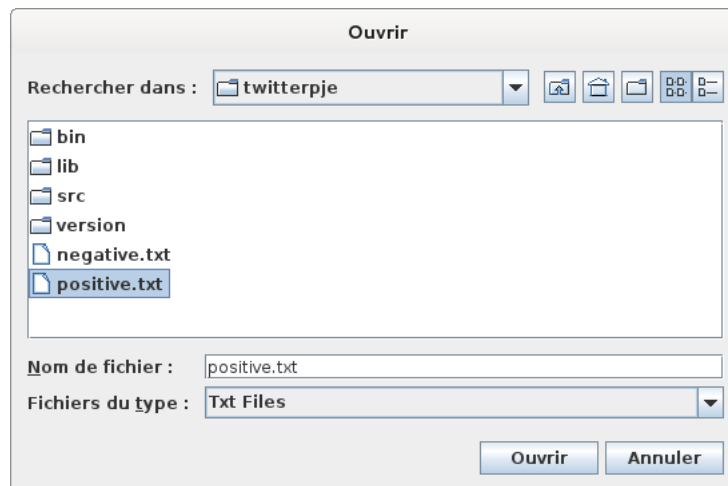 Ouvrir
Rechercher dans : twitterpje
bin
lib
src
version
negative.txt
positive.txt
Nom de fichier : positive.txt
Fichiers du type : Txt Files
Ouvrir Annuler